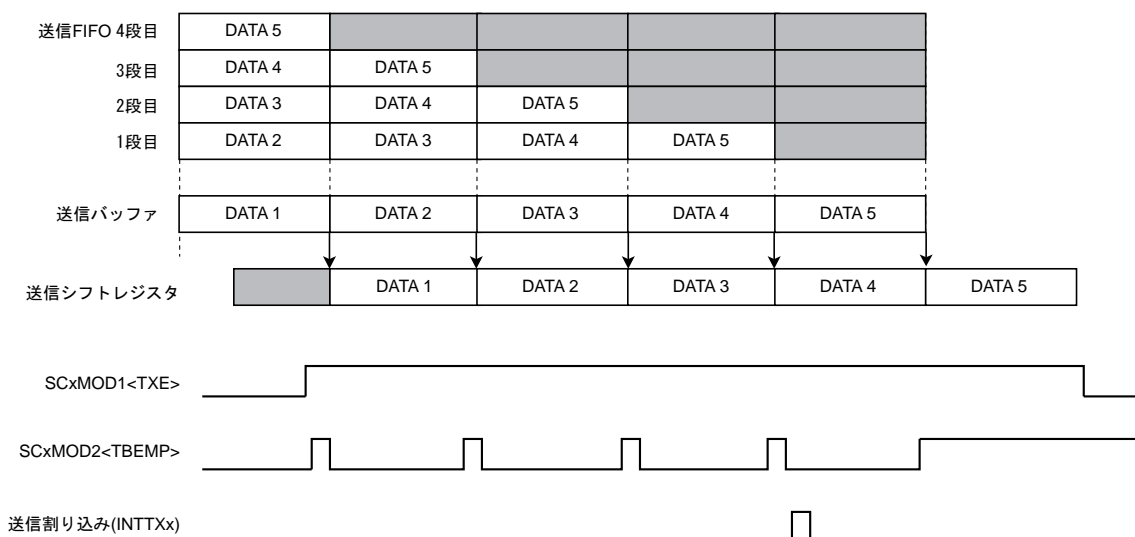 送信FIFO 4段目 DATA 5
3段目 DATA 4 DATA 5
2段目 DATA 3 DATA 4 DATA 5
1段目 DATA 2 DATA 3 DATA 4 DATA 5
送信バッファ DATA 1 DATA 2 DATA 3 DATA 4 DATA 5
送信シフトレジスタ DATA 1 DATA 2 DATA 3 DATA 4 DATA 5
SCxMOD1<TXE>
SCxMOD2<TBEMP>
送信割り込み(INTTXx)